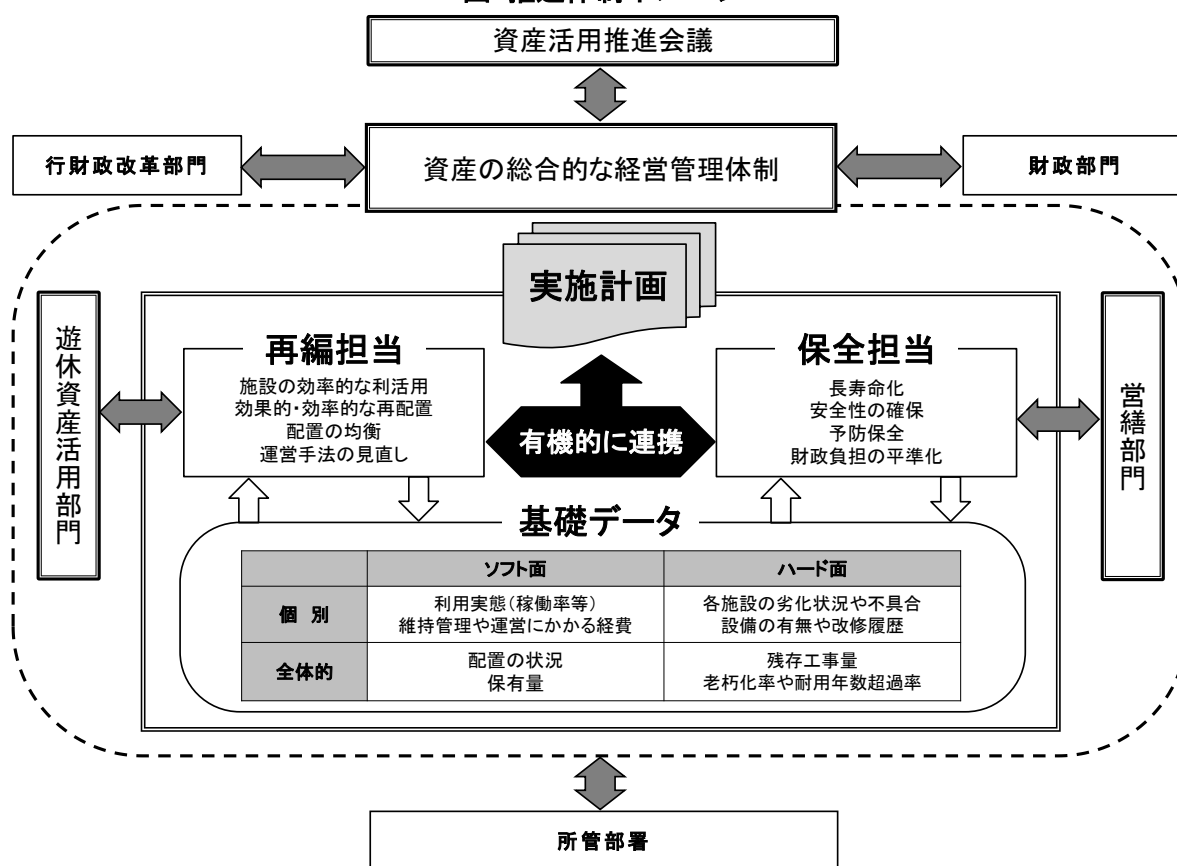 資産活用推進会議
行財政改革部門
資産の総合的な経営管理体制
財政部門
実施計画
遊休資産活用部門
再編担当
施設の効率的な利活用
効果的・効率的な再配置
配置の均衡
運営手法の見直し
有機的に連携
保全担当
長寿命化
安全性の確保
予防保全
財政負担の平準化
営繕部門
基礎データ
ソフト面
ハード面
個 別
利用実態(稼働率等)
維持管理や運営にかかる経費
各施設の劣化状況や不具合
設備の有無や改修履歴
全体的
配置の状況
保有量
残存工事量
老朽化率や耐用年数超過率
所管部署